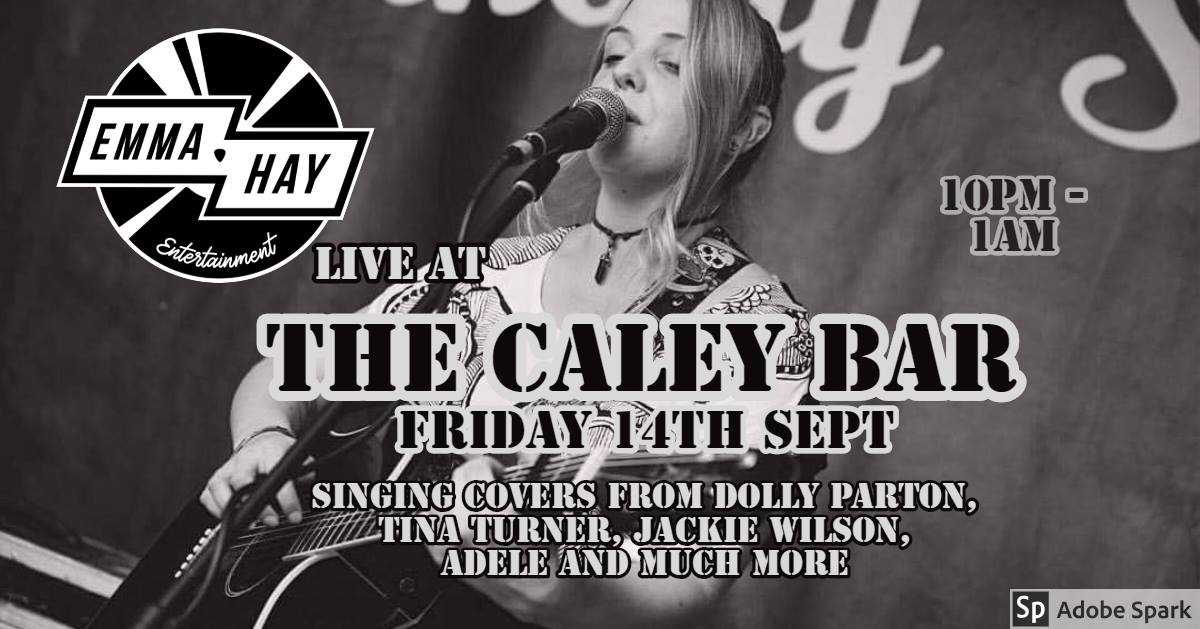 EMMA
HAY
Entertainment
LIVE AT
10PM -
1AM
THE CALEY BAR
FRIDAY 14TH SEPT
SINGING COVERS FROM DOLLY PARTON,
TINA TURNER, JACKIE WILSON,
ADELE AND MUCH MORE
Sp Adobe Spark